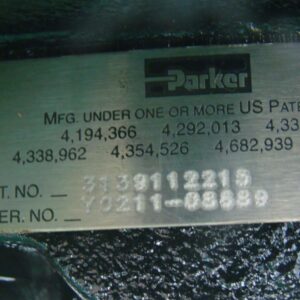 Parker
MFG. UNDER ONE OR MORE US PATE
4,194,366 4,292,013 4,33
4,338,962 4,354,526 4,682,939
T. NO. 3139112215
ER. NO. Y0211-08889